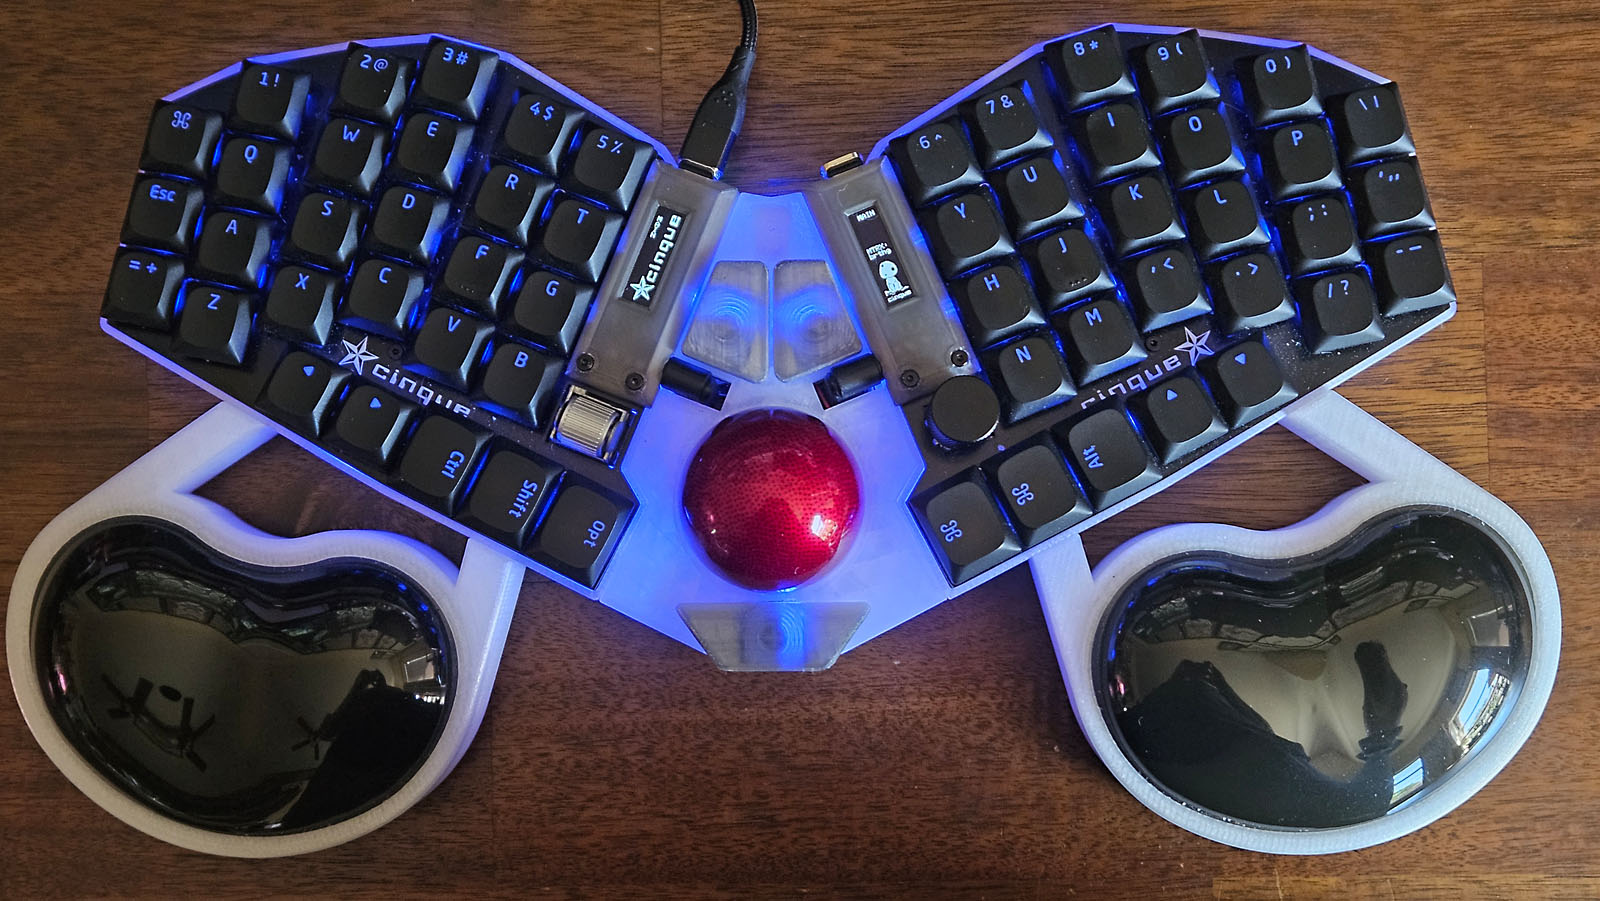 ⌘ 1! 2@ 3# 4$ 5%
Esc Q W E R T
=+ A S D F G
Z X C V B
◄ ► Ctrl Shift Opt
cinque
cinque
MAIN
cinque
6^ 7& 8* 9( 0) \|
Y U I O P '"
H J K L ;: -_
N M ,< .> /?
⌘ ⌘ Alt ▲ ▼
cinque